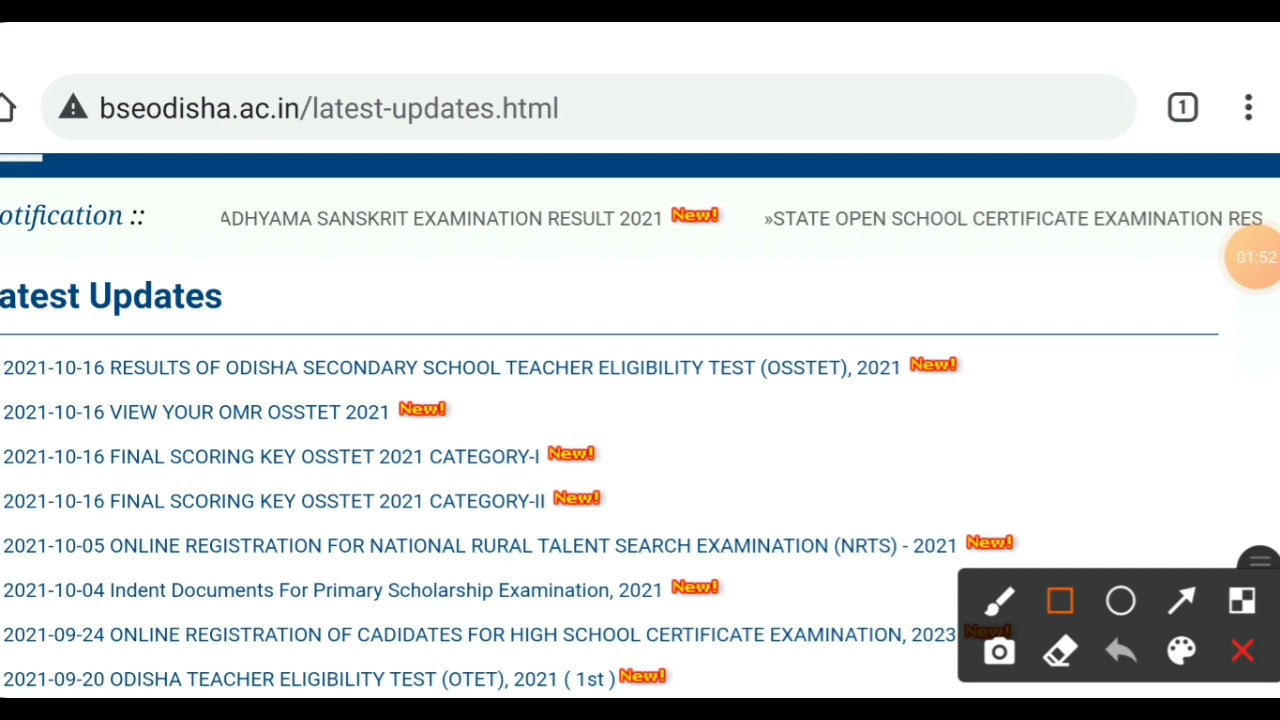 bseodisha.ac.in/latest-updates.html
1
otification ::
ADHYAMA SANSKRIT EXAMINATION RESULT 2021 New! »STATE OPEN SCHOOL CERTIFICATE EXAMINATION RES
01:52
atest Updates
2021-10-16 RESULTS OF ODISHA SECONDARY SCHOOL TEACHER ELIGIBILITY TEST (OSSTET), 2021 New!
2021-10-16 VIEW YOUR OMR OSSTET 2021 New!
2021-10-16 FINAL SCORING KEY OSSTET 2021 CATEGORY-I New!
2021-10-16 FINAL SCORING KEY OSSTET 2021 CATEGORY-II New!
2021-10-05 ONLINE REGISTRATION FOR NATIONAL RURAL TALENT SEARCH EXAMINATION (NRTS) - 2021 New!
2021-10-04 Indent Documents For Primary Scholarship Examination, 2021 New!
2021-09-24 ONLINE REGISTRATION OF CADIDATES FOR HIGH SCHOOL CERTIFICATE EXAMINATION, 2023 New!
2021-09-20 ODISHA TEACHER ELIGIBILITY TEST (OTET), 2021 ( 1st ) New!